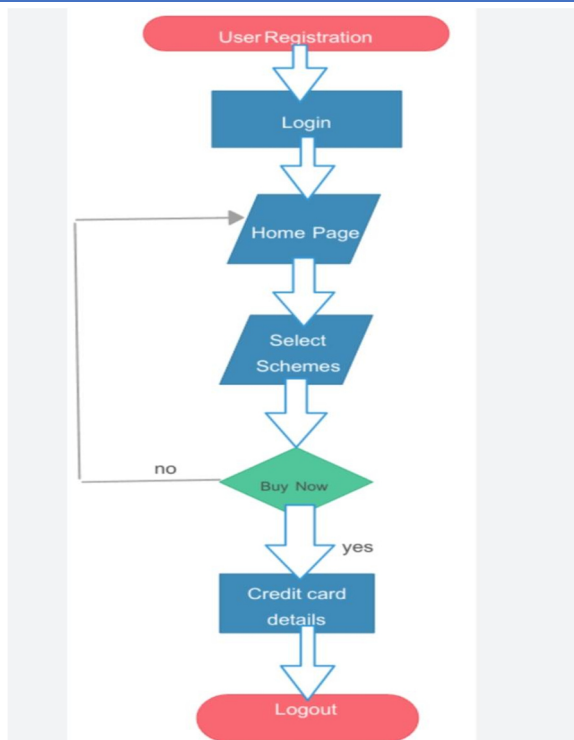 User Registration
Login
Home Page
Select
Schemes
no
Buy Now
yes
Credit card
details
Logout